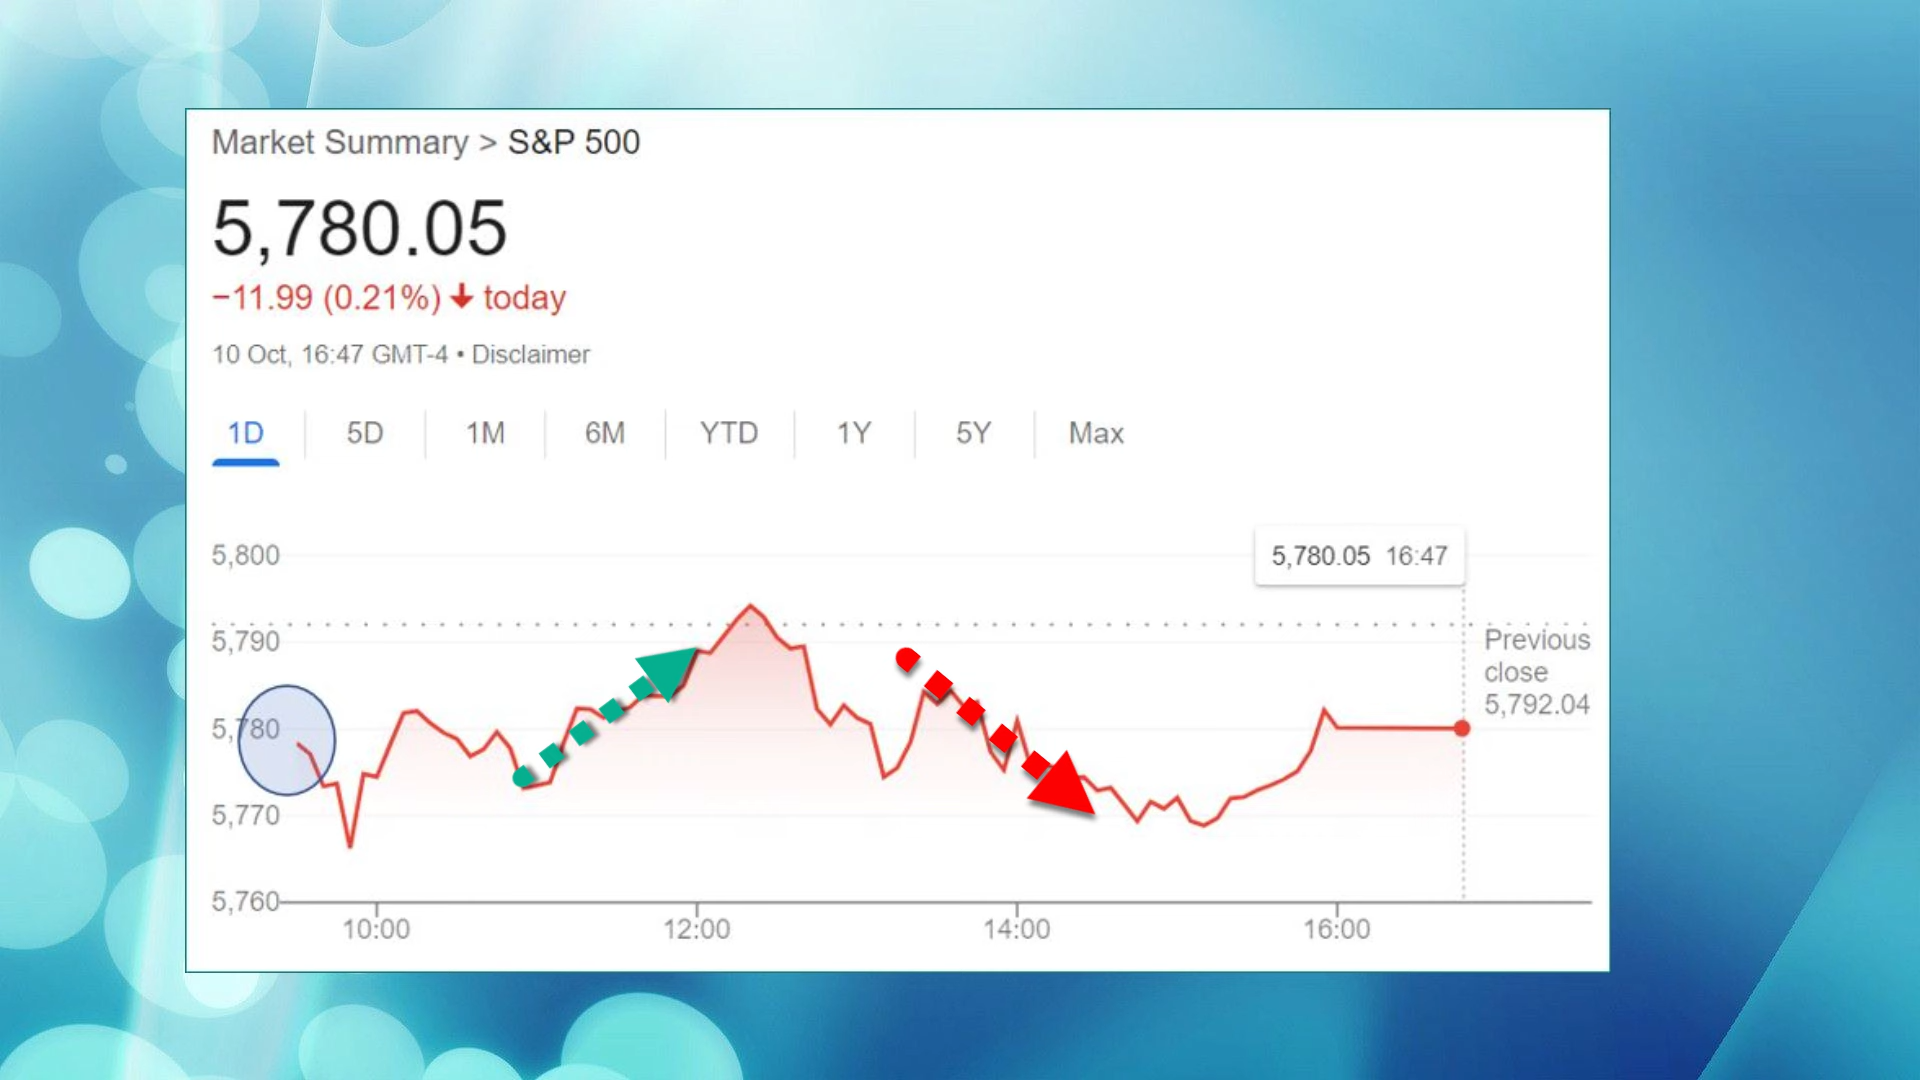 Market Summary > S&P 500
5,780.05
−11.99 (0.21%) ↓ today
10 Oct, 16:47 GMT-4 • Disclaimer
1D 5D 1M 6M YTD 1Y 5Y Max
5,800
5,780.05 16:47
5,790
Previous
close
5,792.04
5,780
5,770
5,760
10:00 12:00 14:00 16:00